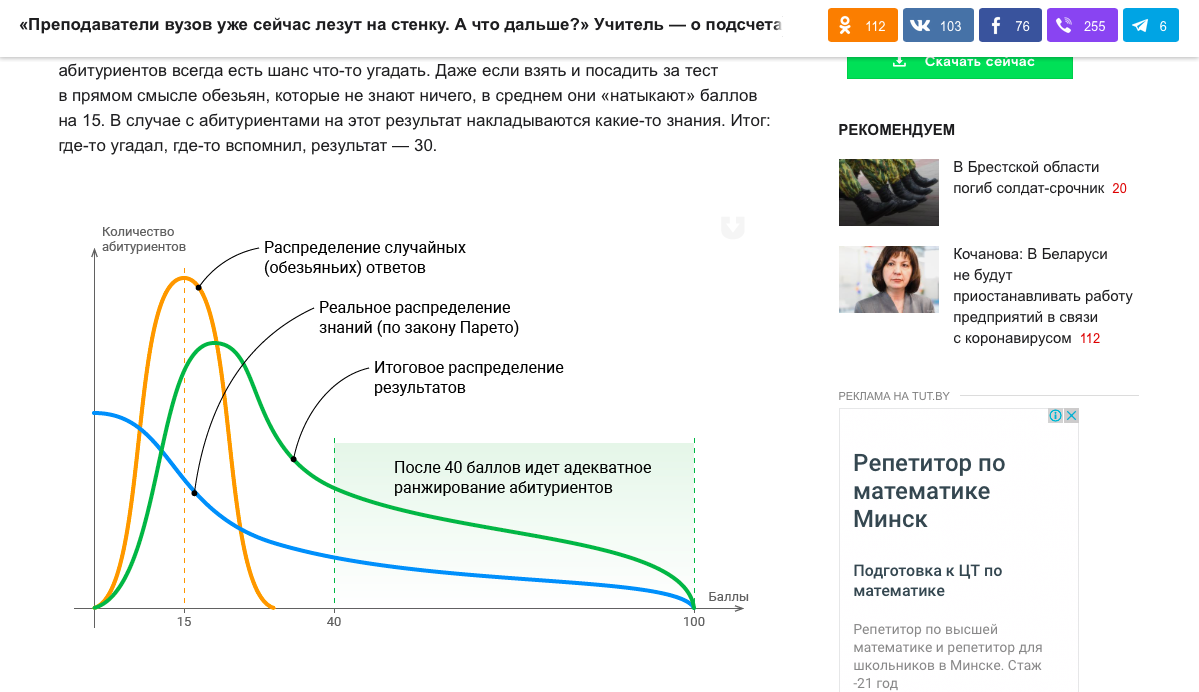 «Преподаватели вузов уже сейчас лезут на стенку. А что дальше?» Учитель — о подсчета
112
103
76
255
6
абитуриентов всегда есть шанс что-то угадать. Даже если взять и посадить за тест
в прямом смысле обезьян, которые не знают ничего, в среднем они «натыкают» баллов
на 15. В случае с абитуриентами на этот результат накладываются какие-то знания. Итог:
где-то угадал, где-то вспомнил, результат — 30.
Количество
абитуриентов
Распределение случайных
(обезьяньих) ответов
Реальное распределение
знаний (по закону Парето)
Итоговое распределение
результатов
После 40 баллов идет адекватное
ранжирование абитуриентов
Баллы
15
40
100
Скачать сейчас
РЕКОМЕНДУЕМ
В Брестской области
погиб солдат-срочник 20
Кочанова: В Беларуси
не будут
приостанавливать работу
предприятий в связи
с коронавирусом 112
РЕКЛАМА НА TUT.BY
Репетитор по
математике
Минск
Подготовка к ЦТ по
математике
Репетитор по высшей
математике и репетитор для
школьников в Минске. Стаж
-21 год